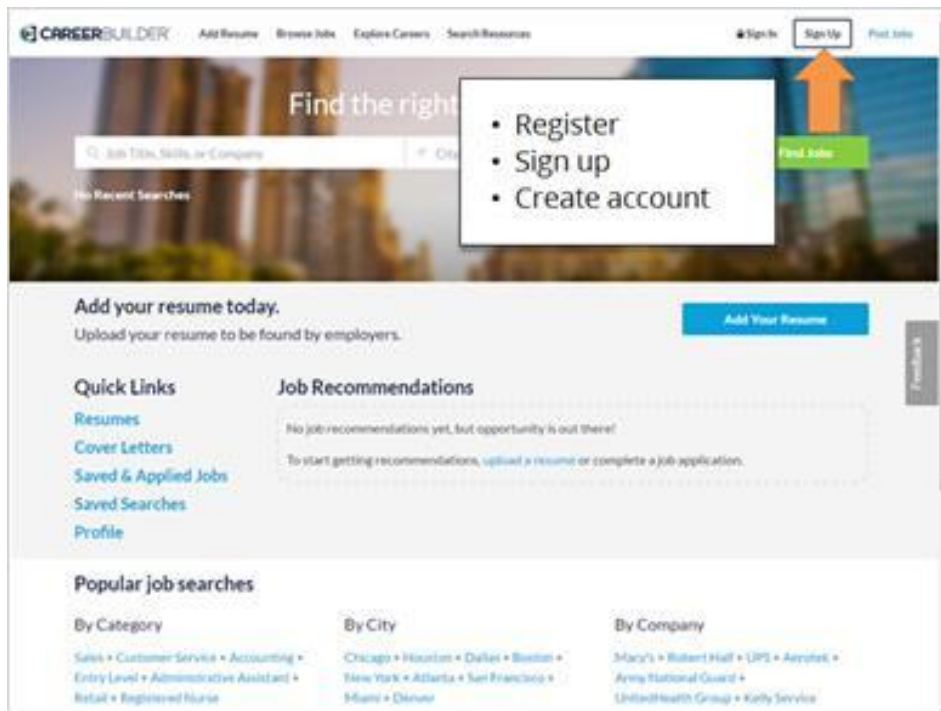 CAREERBUILDER Add Resume Browse Jobs Explore Careers Search Resources Sign In Sign Up Post Jobs
Find the right
Job Title, Skills, or Company City Find Jobs
No Recent Searches
• Register
• Sign up
• Create account
Add your resume today.
Upload your resume to be found by employers.
Add Your Resume
Feedback
Quick Links
Resumes
Cover Letters
Saved & Applied Jobs
Saved Searches
Profile
Job Recommendations
No job recommendations yet, but opportunity is out there!
To start getting recommendations, upload a resume or complete a job application.
Popular job searches
By Category
Sales • Customer Service • Accounting •
Entry Level • Administrative Assistant •
Retail • Registered Nurse
By City
Chicago • Houston • Dallas • Boston •
New York • Atlanta • San Francisco •
Miami • Denver
By Company
Macy's • Robert Half • UPS • Aerotek •
Army National Guard •
UnitedHealth Group • Kelly Service